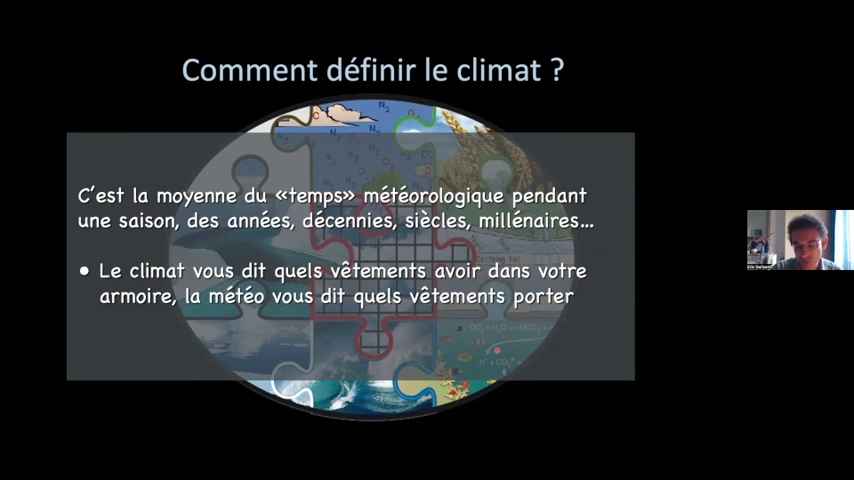 Comment définir le climat ?
C'est la moyenne du «temps» météorologique pendant
une saison, des années, décennies, siècles, millénaires...
• Le climat vous dit quels vêtements avoir dans votre
armoire, la météo vous dit quels vêtements porter